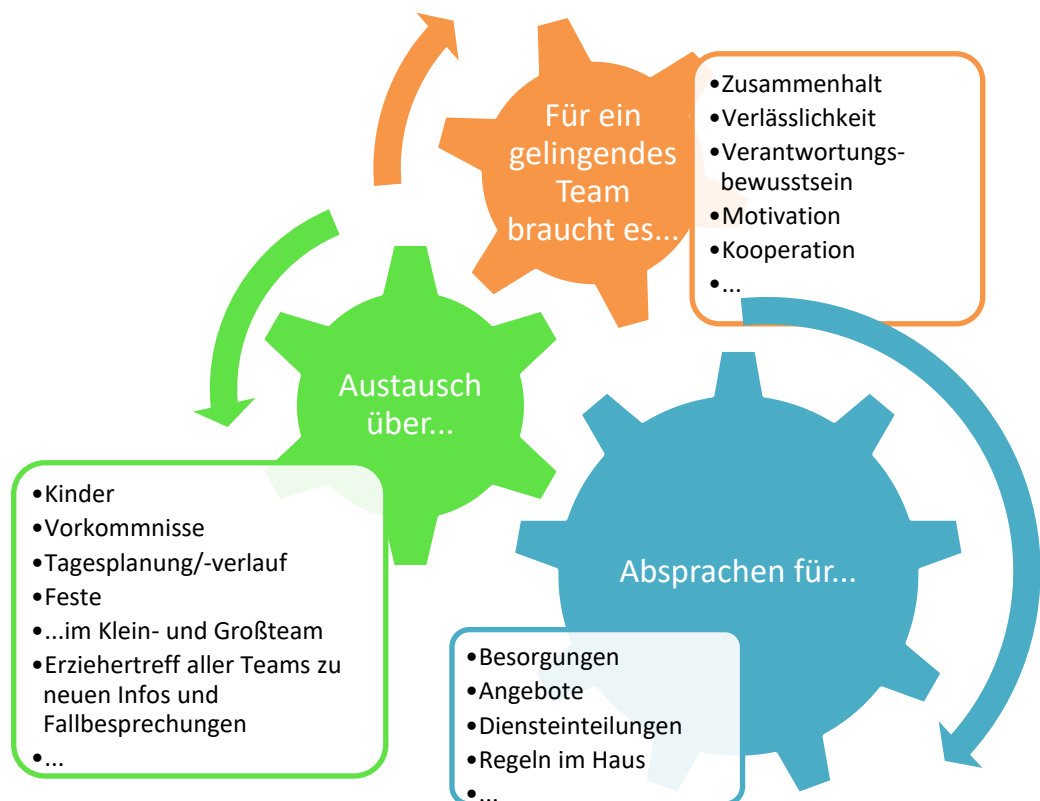 Für ein
gelingendes
Team
braucht es...
•Zusammenhalt
•Verlässlichkeit
•Verantwortungs-
bewusstsein
•Motivation
•Kooperation
•...
Austausch
über...
•Kinder
•Vorkommnisse
•Tagesplanung/-verlauf
•Feste
•...im Klein- und Großteam
•Erziehertreff aller Teams zu
neuen Infos und
Fallbesprechungen
•...
Absprachen für...
•Besorgungen
•Angebote
•Diensteinteilungen
•Regeln im Haus
•...